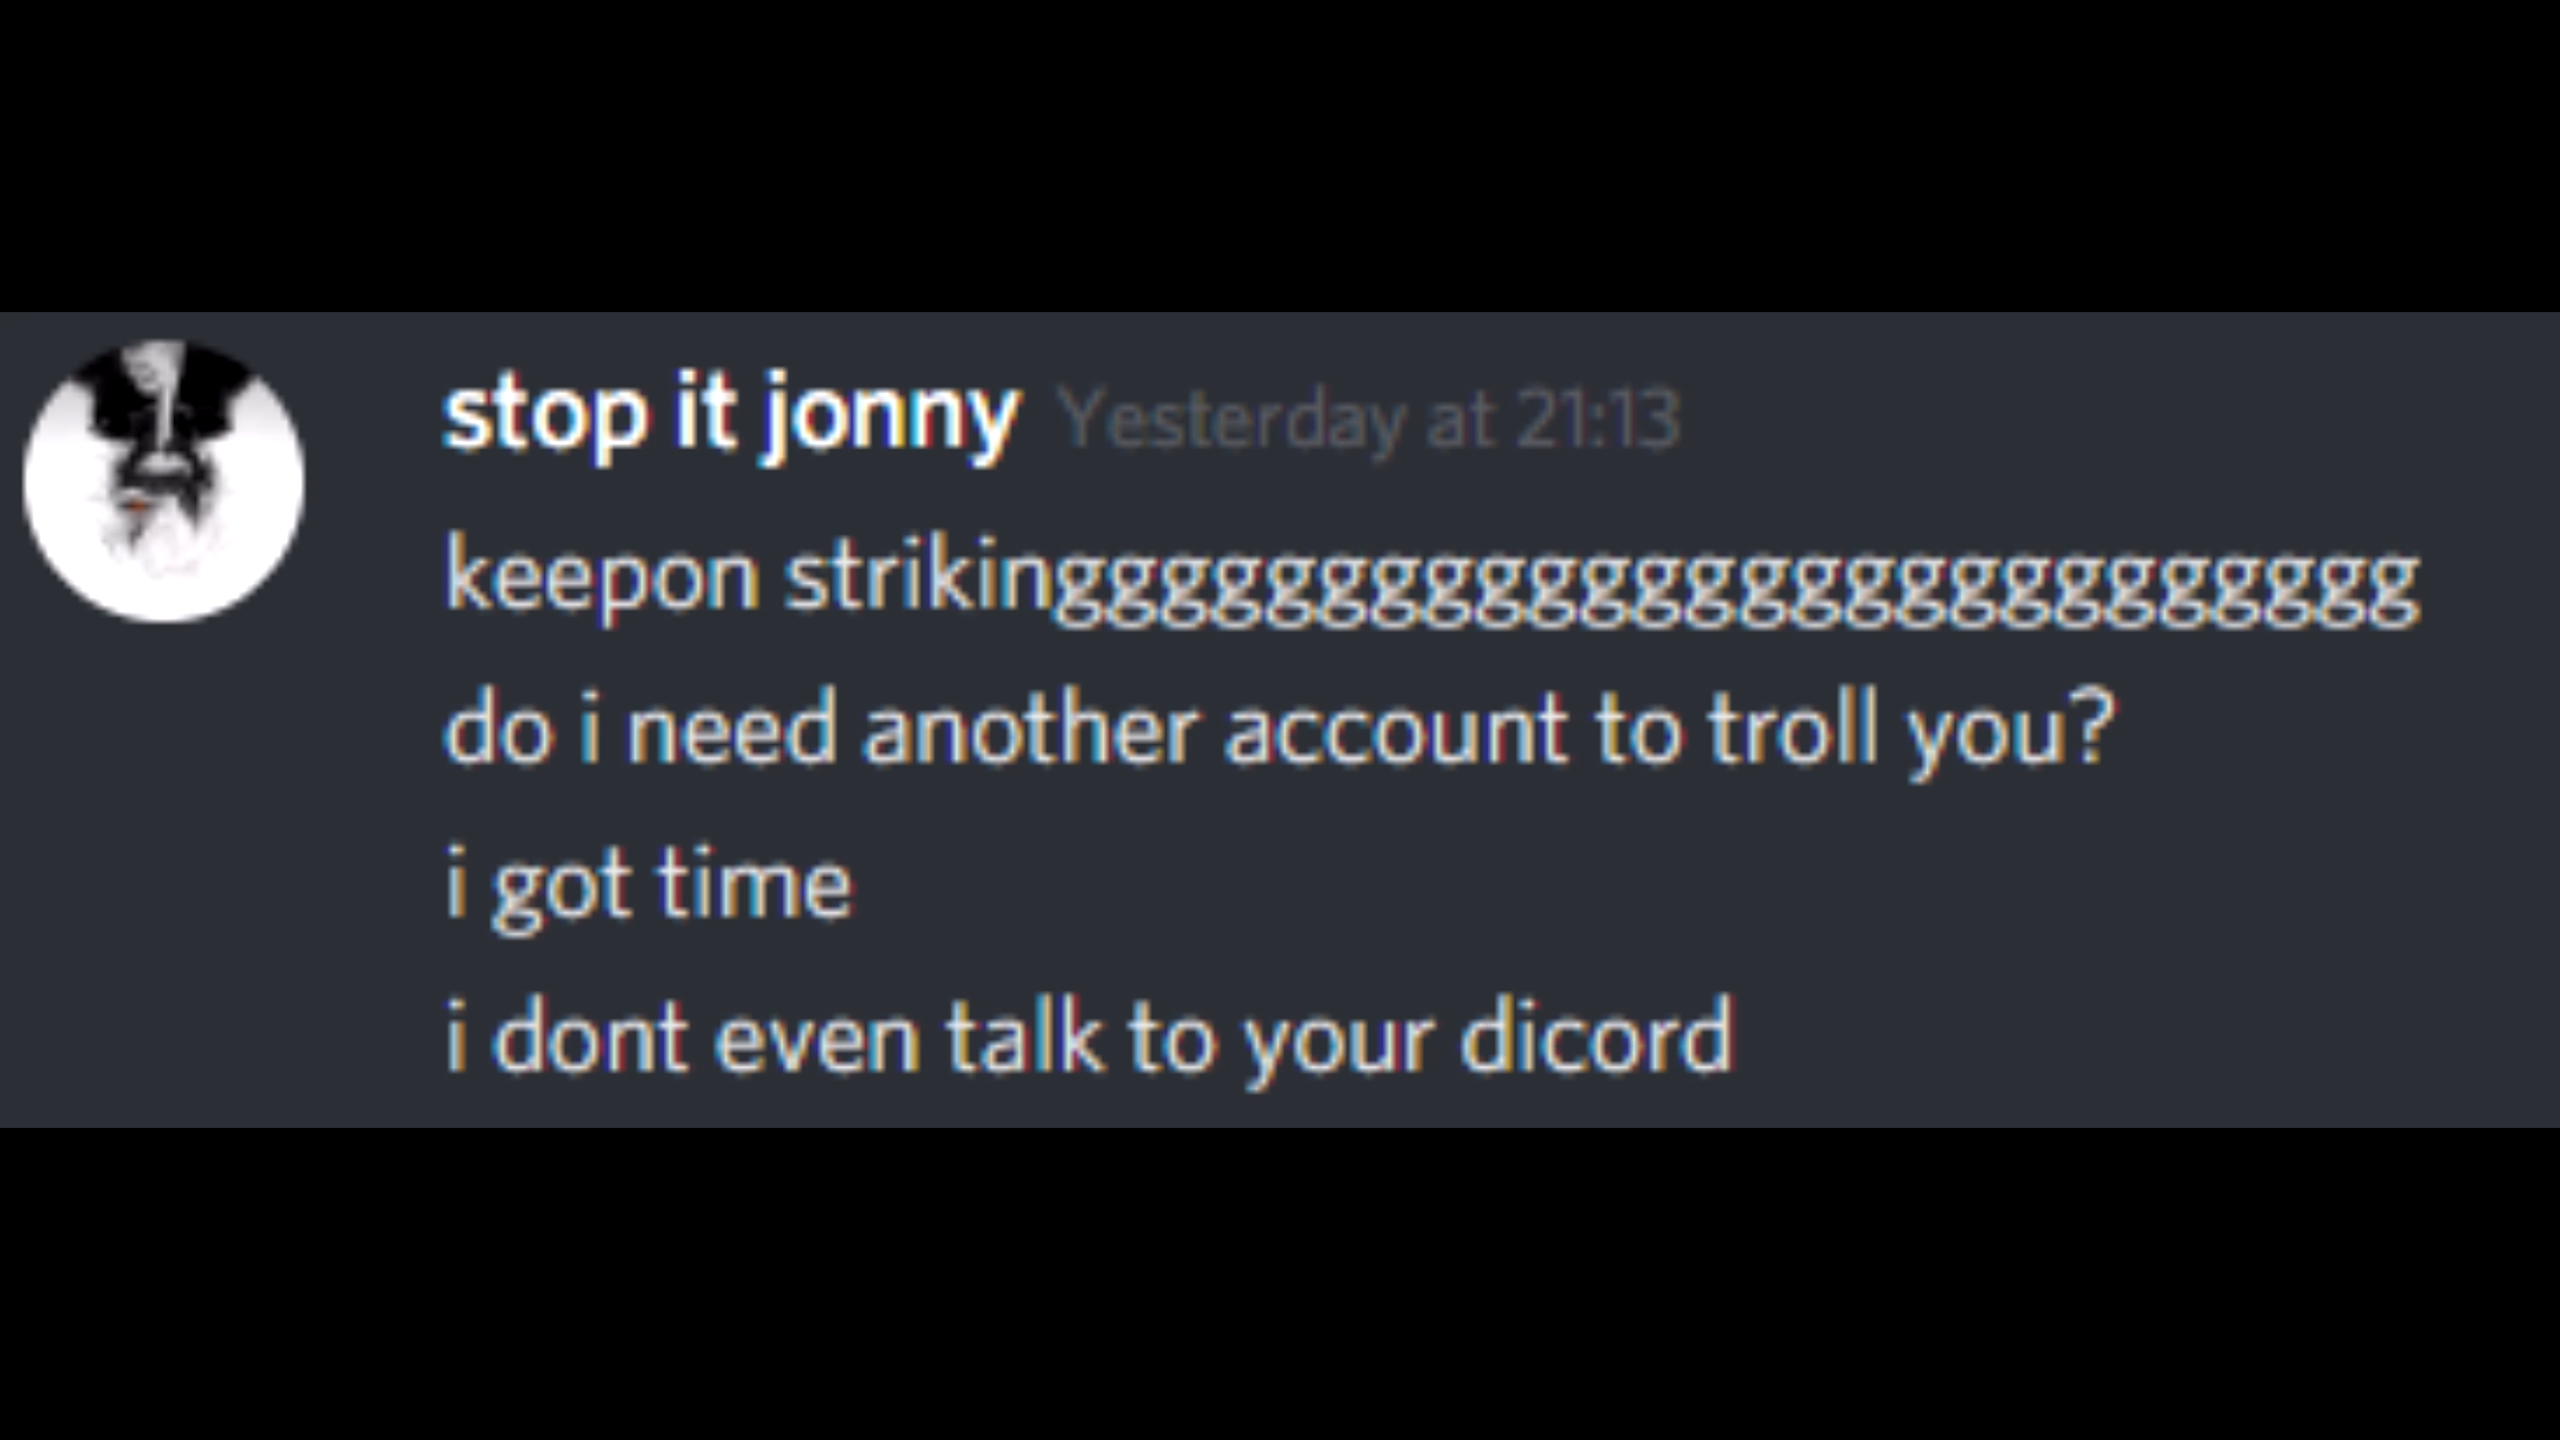 stop it jonny Yesterday at 21:13
keepon strikingggggggggggggggggggggggggg
do i need another account to troll you?
i got time
i dont even talk to your dicord